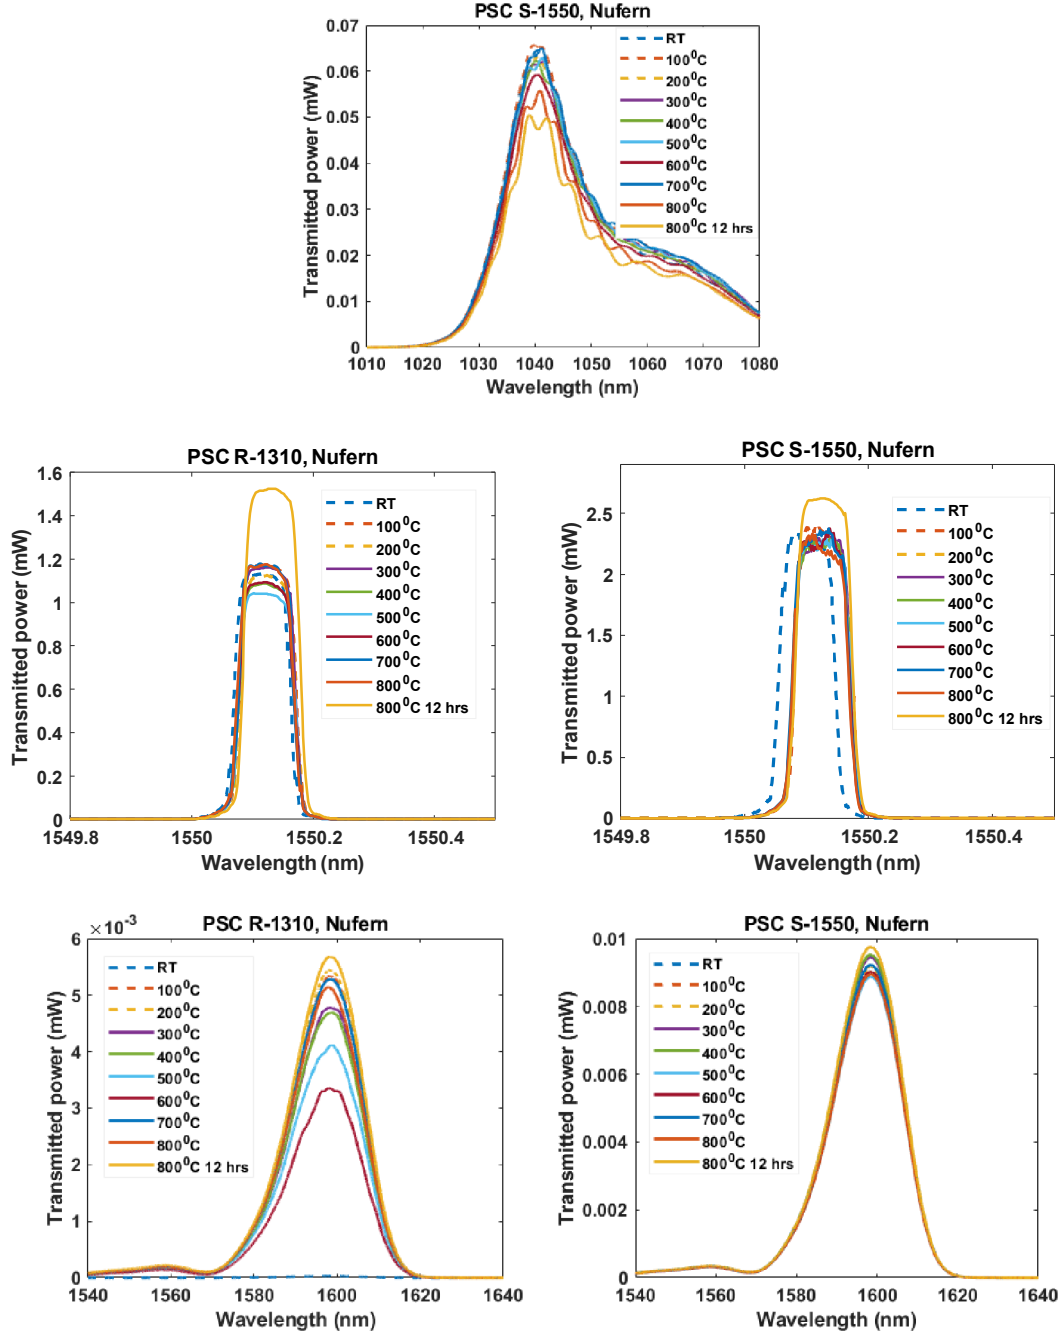 PSC S-1550, Nufern
0.07
0.06
0.05
0.04
0.03
0.02
0.01
0
Transmitted power (mW)
RT
100⁰C
200⁰C
300⁰C
400⁰C
500⁰C
600⁰C
700⁰C
800⁰C
800⁰C 12 hrs
1010 1020 1030 1040 1050 1060 1070 1080
Wavelength (nm)
PSC R-1310, Nufern
1.6
1.4
1.2
1
0.8
0.6
0.4
0.2
0
Transmitted power (mW)
RT
100⁰C
200⁰C
300⁰C
400⁰C
500⁰C
600⁰C
700⁰C
800⁰C
800⁰C 12 hrs
1549.8 1550 1550.2 1550.4
Wavelength (nm)
PSC S-1550, Nufern
2.5
2
1.5
1
0.5
0
Transmitted power (mW)
RT
100⁰C
200⁰C
300⁰C
400⁰C
500⁰C
600⁰C
700⁰C
800⁰C
800⁰C 12 hrs
1549.8 1550 1550.2 1550.4
Wavelength (nm)
PSC R-1310, Nufern
×10⁻³
6
5
4
3
2
1
0
Transmitted power (mW)
RT
100⁰C
200⁰C
300⁰C
400⁰C
500⁰C
600⁰C
700⁰C
800⁰C
800⁰C 12 hrs
1540 1560 1580 1600 1620 1640
Wavelength (nm)
PSC S-1550, Nufern
0.01
0.008
0.006
0.004
0.002
0
Transmitted power (mW)
RT
100⁰C
200⁰C
300⁰C
400⁰C
500⁰C
600⁰C
700⁰C
800⁰C
800⁰C 12 hrs
1540 1560 1580 1600 1620 1640
Wavelength (nm)